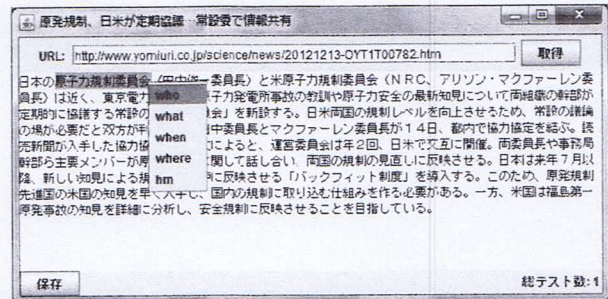 原発規制、日米が定期協議 常設委で情報共有
URL: http://www.yomiuri.co.jp/science/news/20121213-OYT1T00782.htm 取得
日本の原子力規制委員会(田中俊一委員長)と米原子力規制委員会(NRC、アリソン・マクファーレン委
員長)は近く、東京電力 子力発電所事故の教訓や原子力安全の最新知見について両組織の幹部が
定期的に協議する常設の 会」を新設する。日米両国の規制レベルを向上させるため、常設の議論
の場が必要だと双方が判 中委員長とマクファーレン委員長が14日、都内で協力協定を結ぶ。読
売新聞が入手した協力協 によると、運営委員会は年2回、日米で交互に開催。両委員長や事務局
幹部ら主要メンバーが原 関して話し合い、両国の規制の見直しに反映させる。日本は来年7月以
降、新しい知見による規 に反映させる「バックフィット制度」を導入する。このため、原発規制
先進国の米国の知見を早く入手し、国内の規制に取り込む仕組みを作る必要がある。一方、米国は福島第一
原発事故の知見を詳細に分析し、安全規制に反映させることを目指している。
who
what
when
where
hm
保存 総テスト数: 1